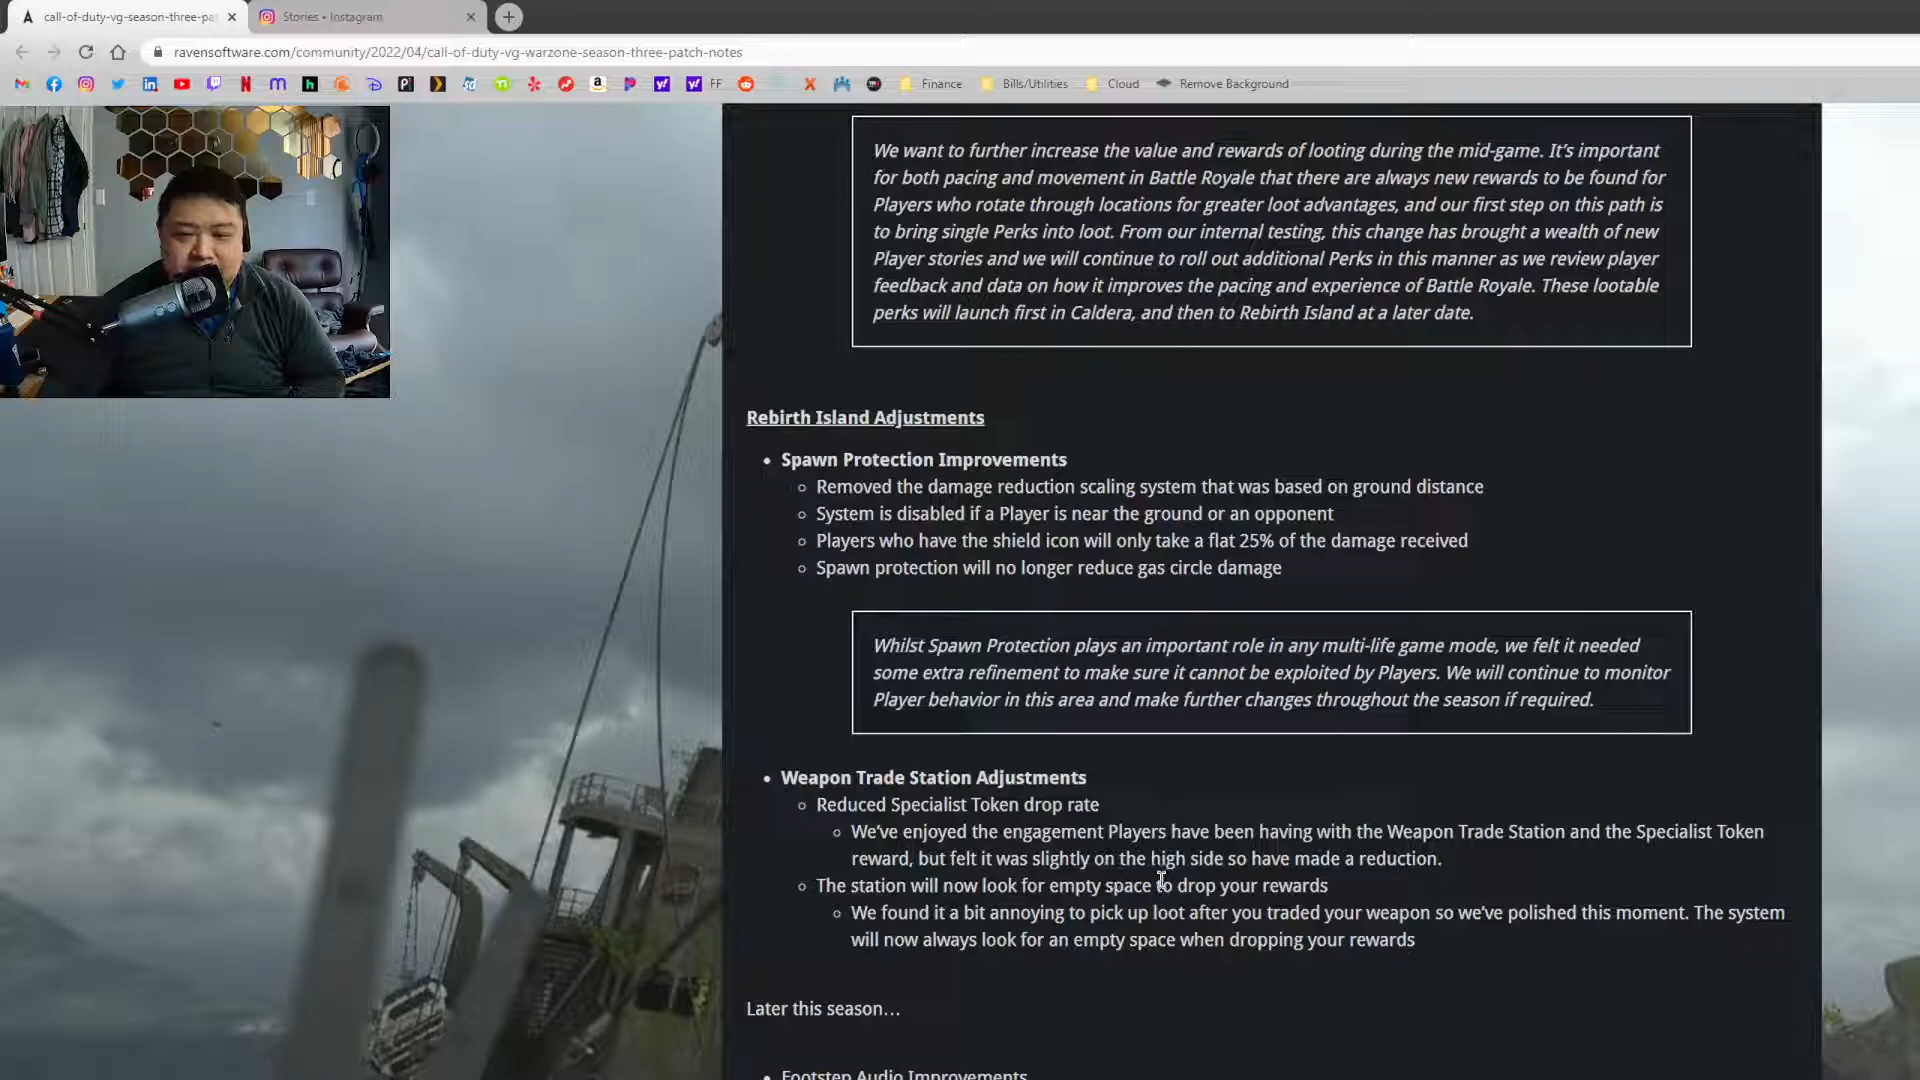 call-of-duty-vg-season-three-pat
Stories • Instagram
ravensoftware.com/community/2022/04/call-of-duty-vg-warzone-season-three-patch-notes
FF
Finance
Bills/Utilities
Cloud
Remove Background
We want to further increase the value and rewards of looting during the mid-game. It's important
for both pacing and movement in Battle Royale that there are always new rewards to be found for
Players who rotate through locations for greater loot advantages, and our first step on this path is
to bring single Perks into loot. From our internal testing, this change has brought a wealth of new
Player stories and we will continue to roll out additional Perks in this manner as we review player
feedback and data on how it improves the pacing and experience of Battle Royale. These lootable
perks will launch first in Caldera, and then to Rebirth Island at a later date.
Rebirth Island Adjustments
• Spawn Protection Improvements
○ Removed the damage reduction scaling system that was based on ground distance
○ System is disabled if a Player is near the ground or an opponent
○ Players who have the shield icon will only take a flat 25% of the damage received
○ Spawn protection will no longer reduce gas circle damage
Whilst Spawn Protection plays an important role in any multi-life game mode, we felt it needed
some extra refinement to make sure it cannot be exploited by Players. We will continue to monitor
Player behavior in this area and make further changes throughout the season if required.
• Weapon Trade Station Adjustments
○ Reduced Specialist Token drop rate
○ We've enjoyed the engagement Players have been having with the Weapon Trade Station and the Specialist Token
reward, but felt it was slightly on the high side so have made a reduction.
○ The station will now look for empty space to drop your rewards
○ We found it a bit annoying to pick up loot after you traded your weapon so we've polished this moment. The system
will now always look for an empty space when dropping your rewards
Later this season…
• Footstep Audio Improvements